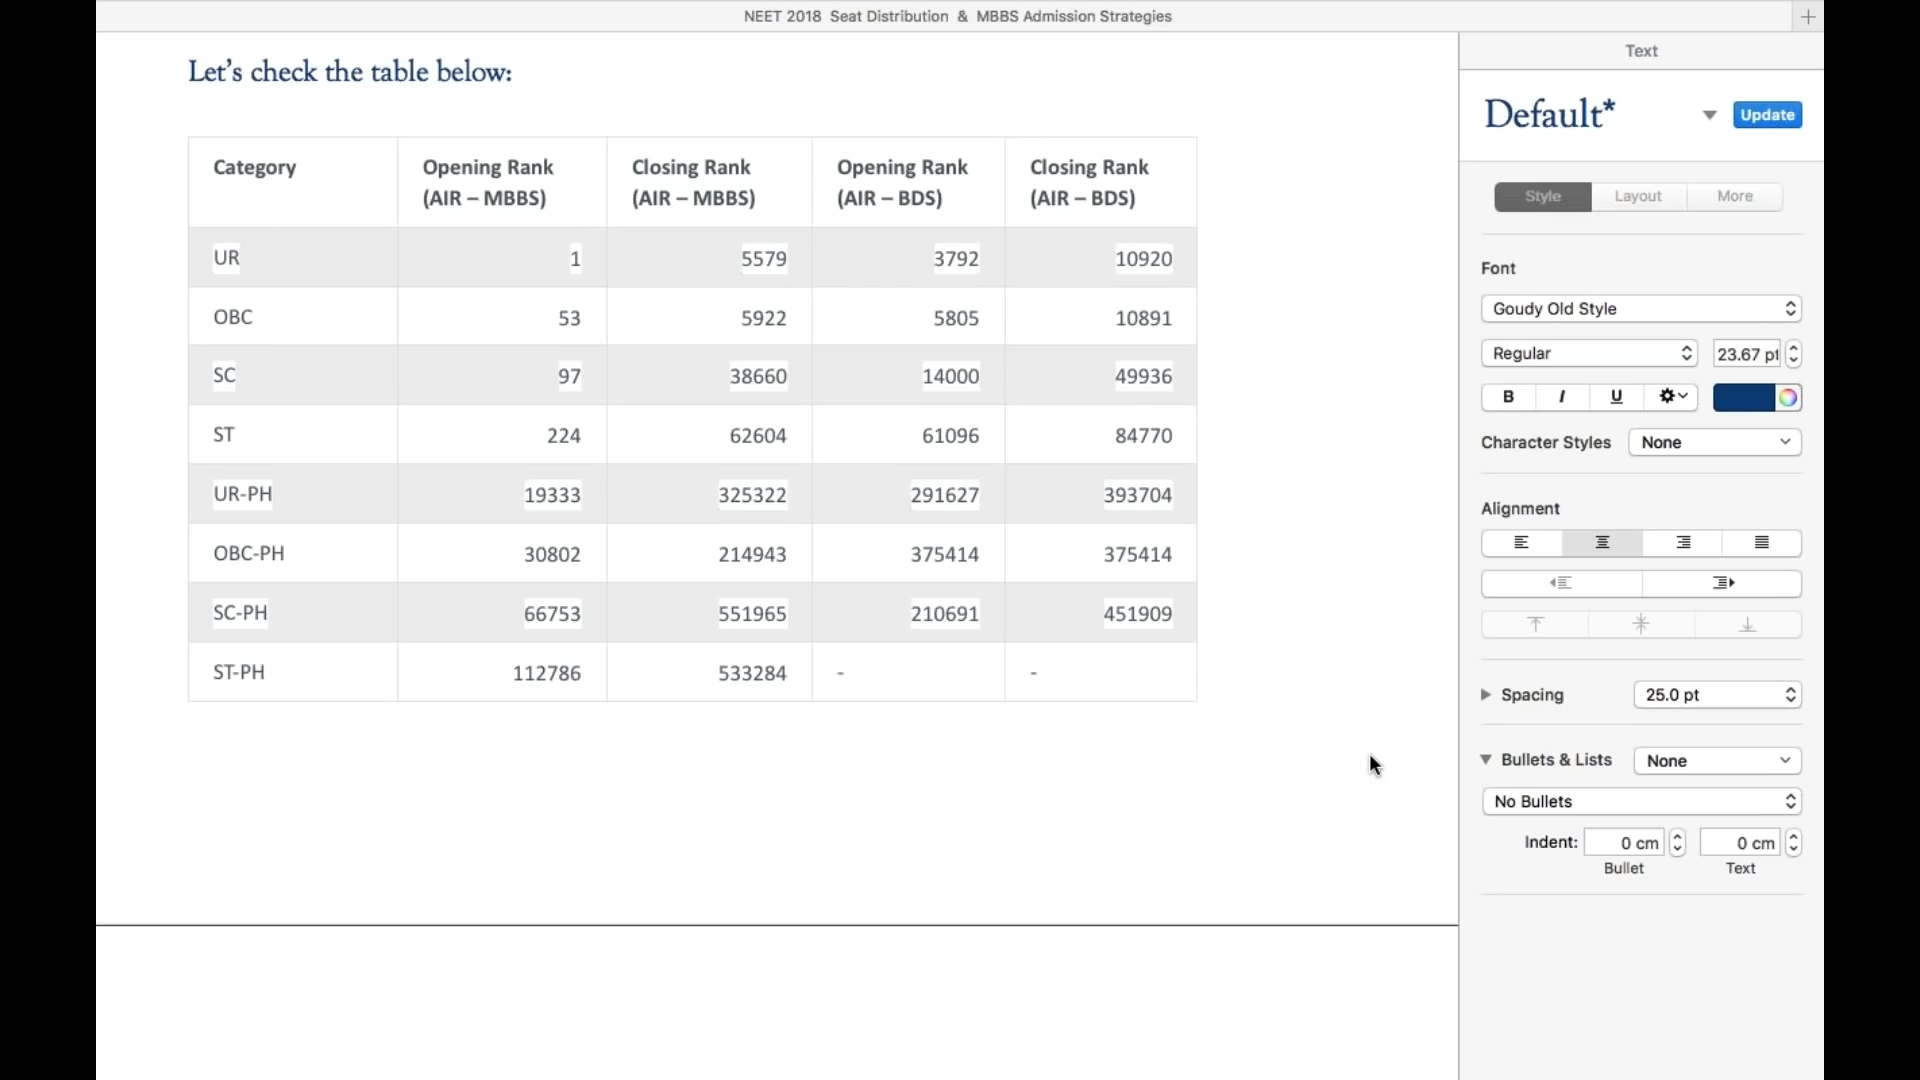 NEET 2018 Seat Distribution & MBBS Admission Strategies
Let's check the table below:
Category Opening Rank (AIR – MBBS) Closing Rank (AIR – MBBS) Opening Rank (AIR – BDS) Closing Rank (AIR – BDS)
UR 1 5579 3792 10920
OBC 53 5922 5805 10891
SC 97 38660 14000 49936
ST 224 62604 61096 84770
UR-PH 19333 325322 291627 393704
OBC-PH 30802 214943 375414 375414
SC-PH 66753 551965 210691 451909
ST-PH 112786 533284 - -
Text
Default* Update
Style Layout More
Font
Goudy Old Style
Regular 23.67 pt
B I U
Character Styles None
Alignment
Spacing 25.0 pt
Bullets & Lists None
No Bullets
Indent: 0 cm 0 cm
Bullet Text